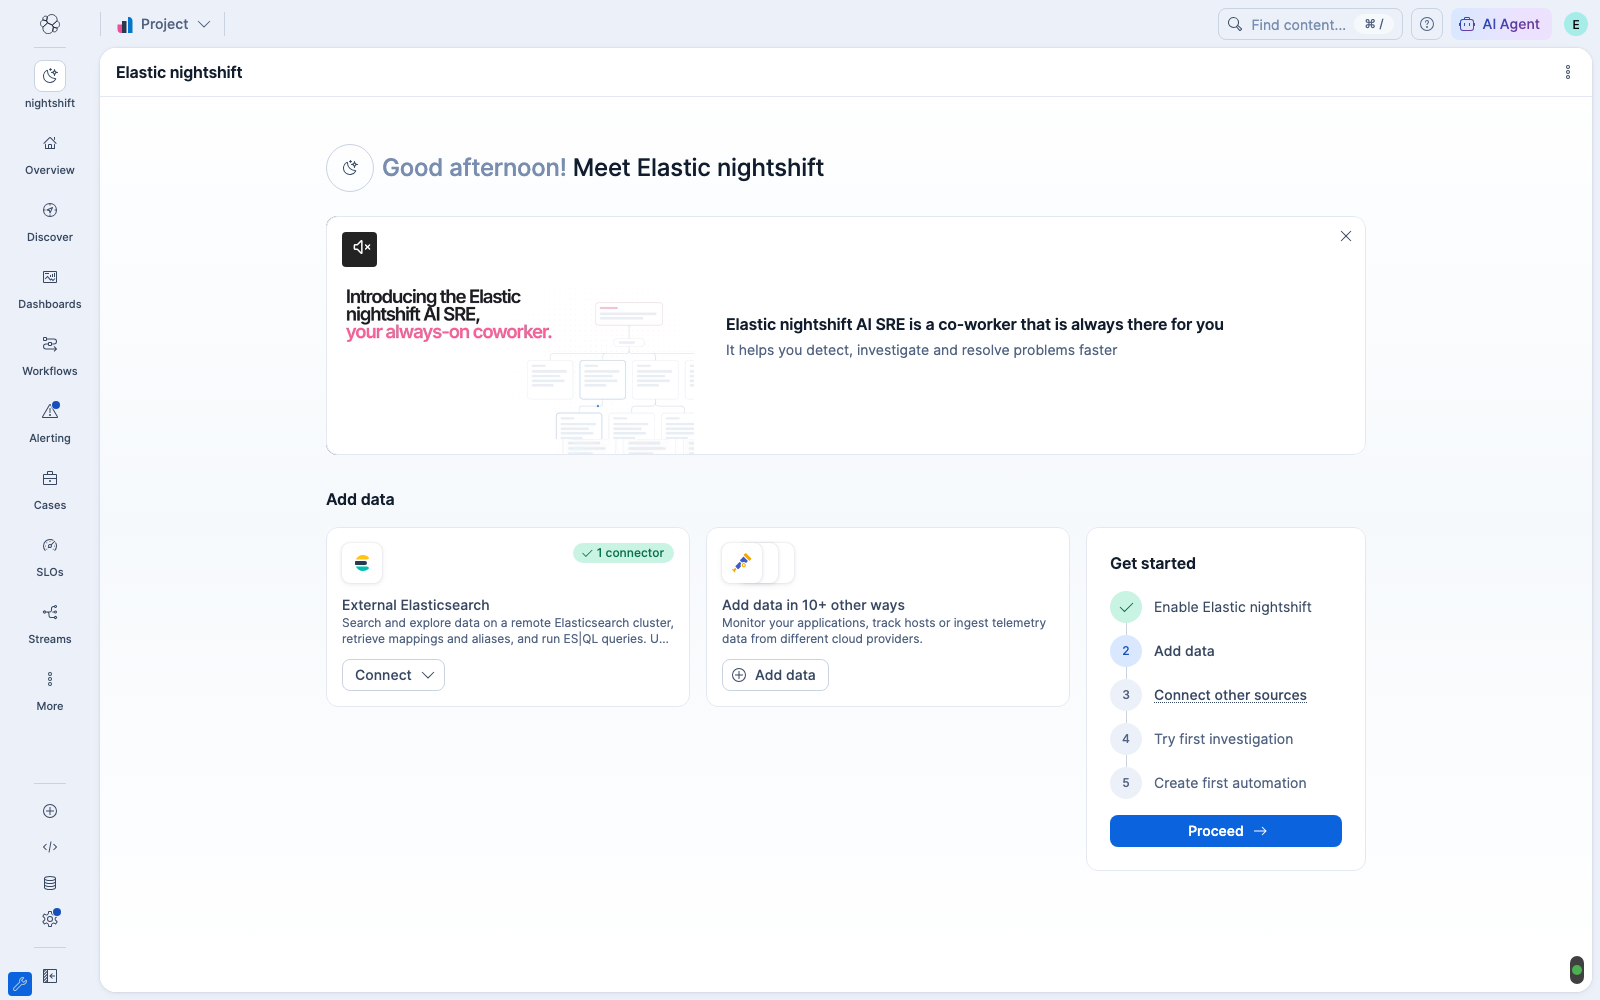 Project
Find content... ⌘ /
AI Agent
E
Elastic nightshift
nightshift
Overview
Discover
Dashboards
Workflows
Alerting
Cases
SLOs
Streams
More
Good afternoon! Meet Elastic nightshift
Introducing the Elastic
nightshift AI SRE,
your always-on coworker.
Elastic nightshift AI SRE is a co-worker that is always there for you
It helps you detect, investigate and resolve problems faster
Add data
1 connector
External Elasticsearch
Search and explore data on a remote Elasticsearch cluster,
retrieve mappings and aliases, and run ES|QL queries. U...
Connect
Add data in 10+ other ways
Monitor your applications, track hosts or ingest telemetry
data from different cloud providers.
Add data
Get started
Enable Elastic nightshift
2 Add data
3 Connect other sources
4 Try first investigation
5 Create first automation
Proceed